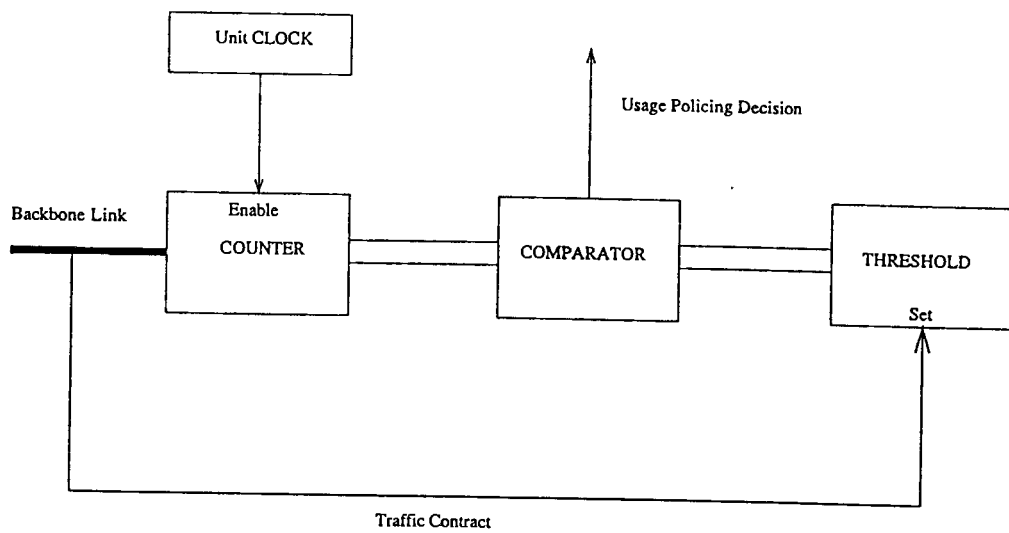 Unit CLOCK
Usage Policing Decision
Backbone Link
Enable
COUNTER
COMPARATOR
THRESHOLD
Set
Traffic Contract